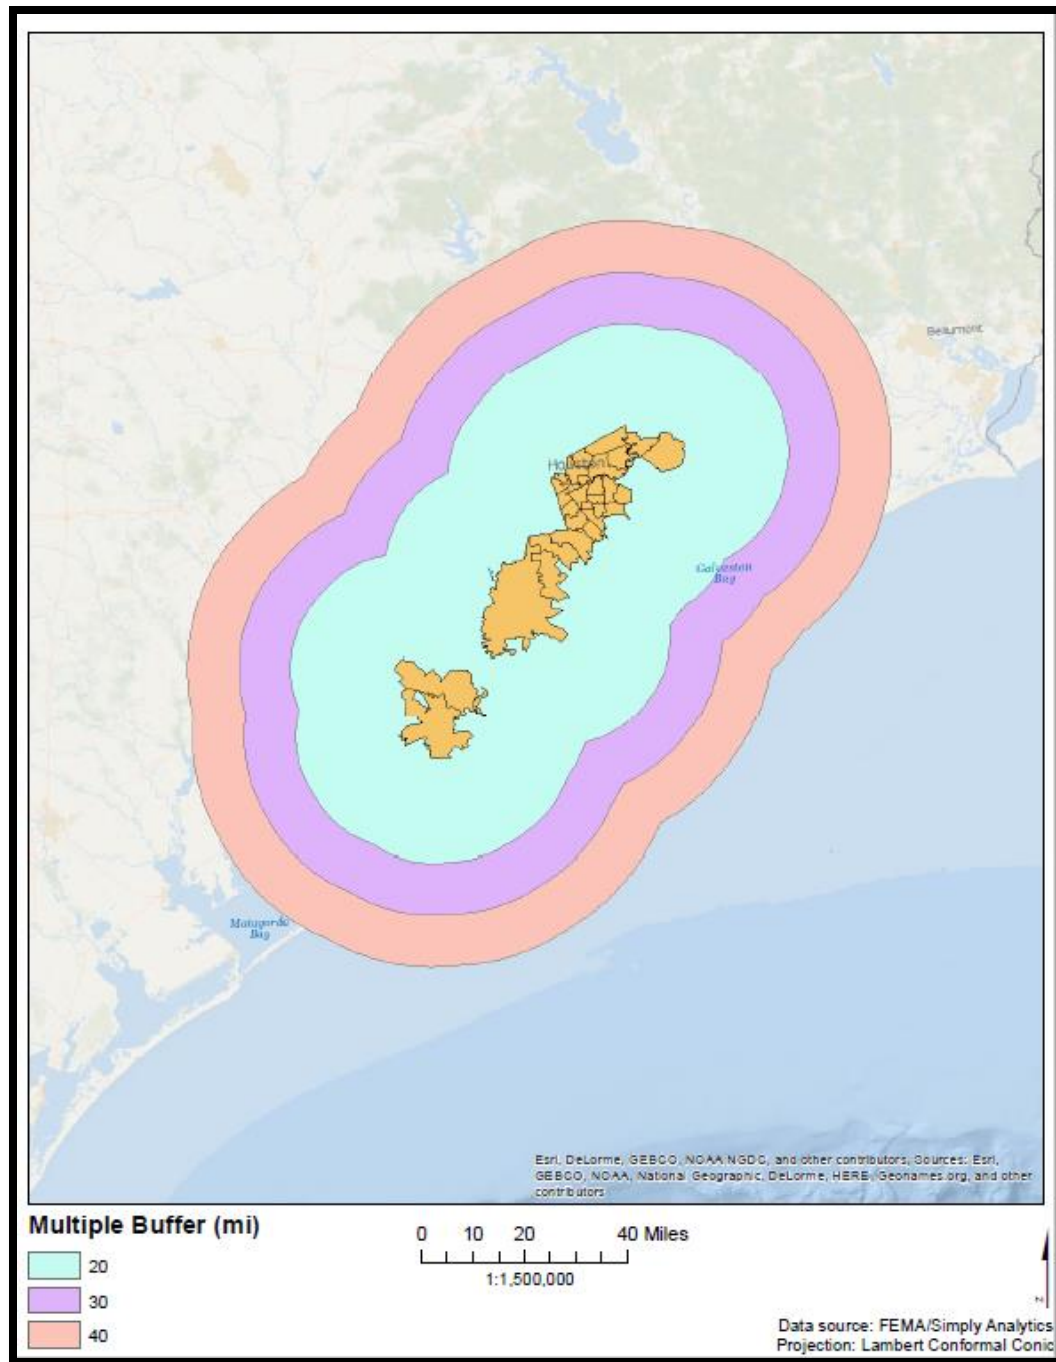 Beaumont
Houston
Galveston
Bay
Matagorda
Bay
Esri, DeLorme, GEBCO, NOAA NGDC, and other contributors, Sources: Esri,
GEBCO, NOAA, National Geographic, DeLorme, HERE, Geonames.org, and other
contributors
Multiple Buffer (mi)
20
30
40
0 10 20 40 Miles
1:1,500,000
N
Data source: FEMA/Simply Analytics
Projection: Lambert Conformal Conic